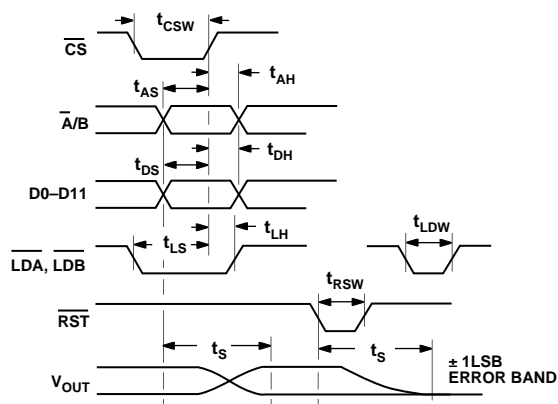 tCSW
CS
tAS
tAH
A/B
tDS
tDH
D0–D11
tLS
tLH
tLDW
LDA, LDB
tRSW
RST
tS
tS
± 1LSB
ERROR BAND
VOUT